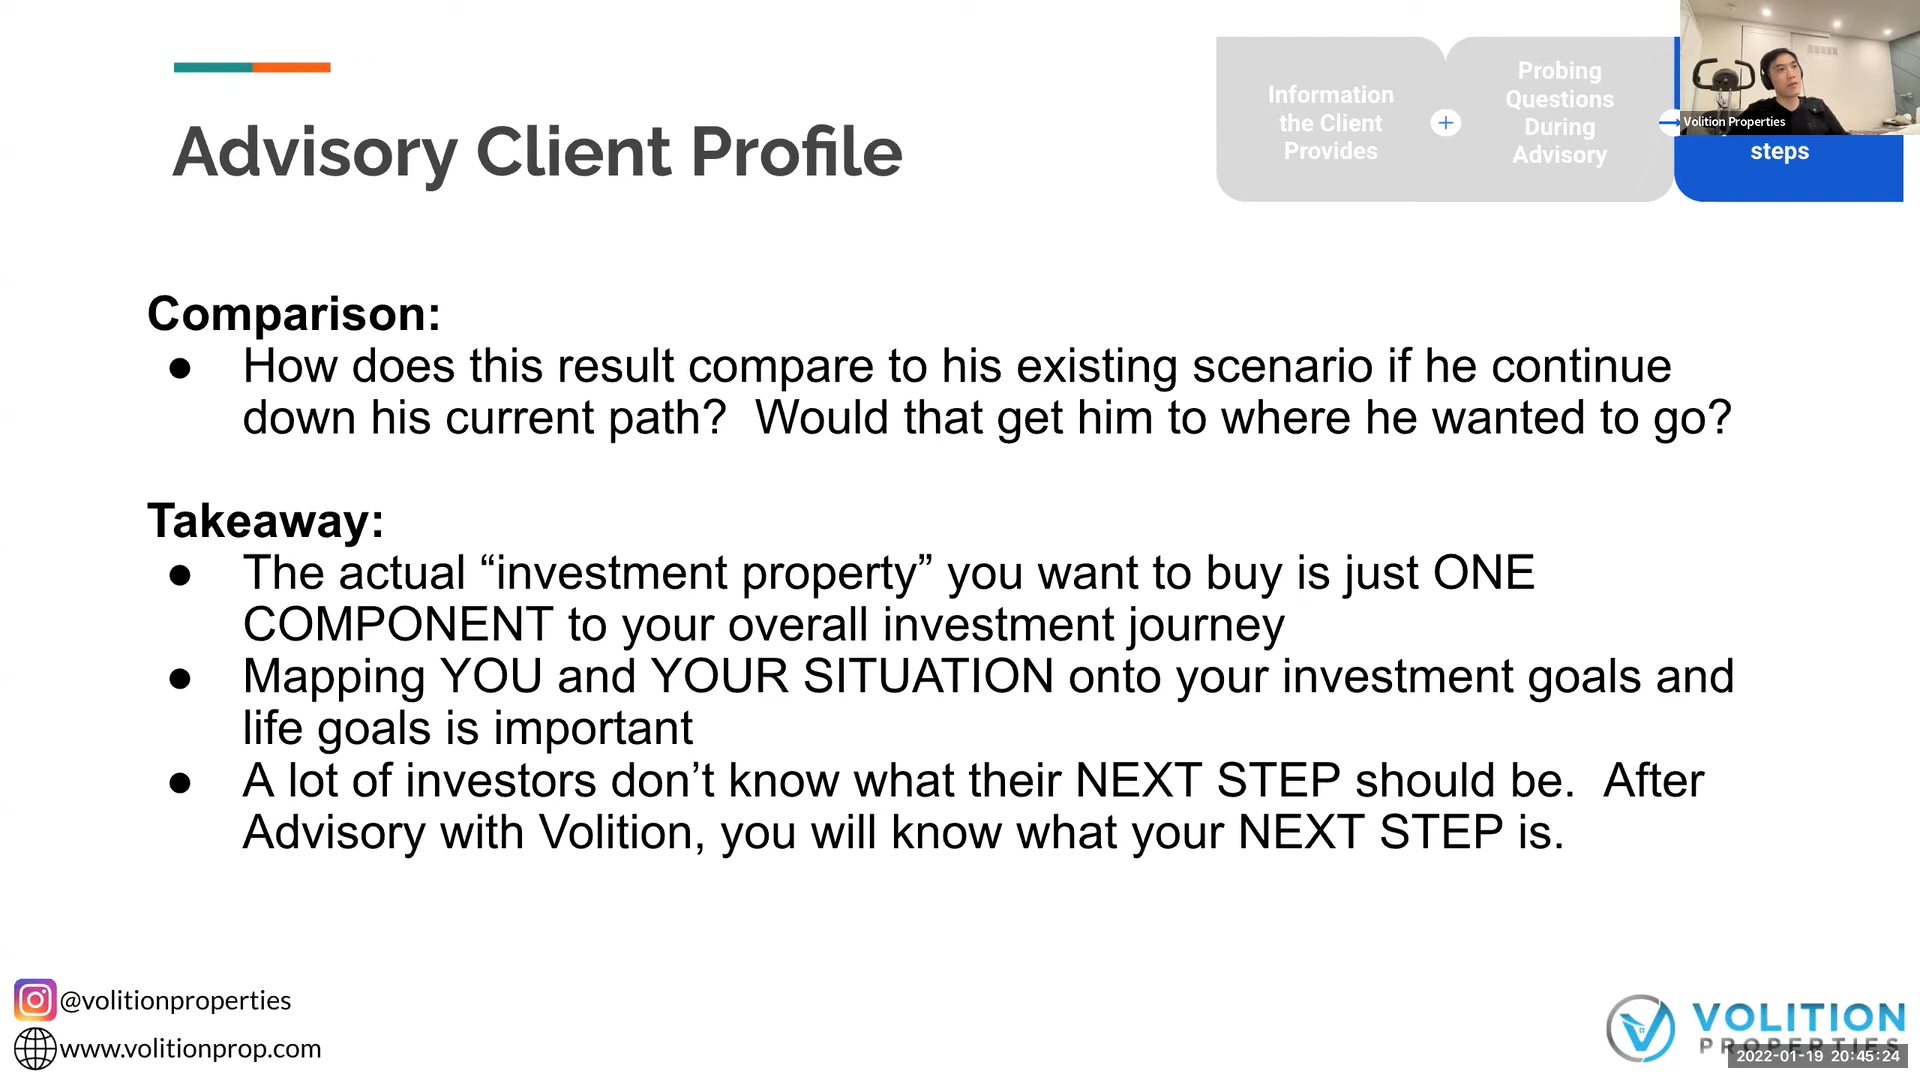 Advisory Client Profile
Information
the Client
Provides
Probing
Questions
During
Advisory
steps
Volition Properties
Comparison:
● How does this result compare to his existing scenario if he continue
down his current path?  Would that get him to where he wanted to go?
Takeaway:
● The actual “investment property” you want to buy is just ONE
COMPONENT to your overall investment journey
● Mapping YOU and YOUR SITUATION onto your investment goals and
life goals is important
● A lot of investors don’t know what their NEXT STEP should be.  After
Advisory with Volition, you will know what your NEXT STEP is.
@volitionproperties
www.volitionprop.com
VOLITION
PROPERTIES
2022-01-19 20:45:24